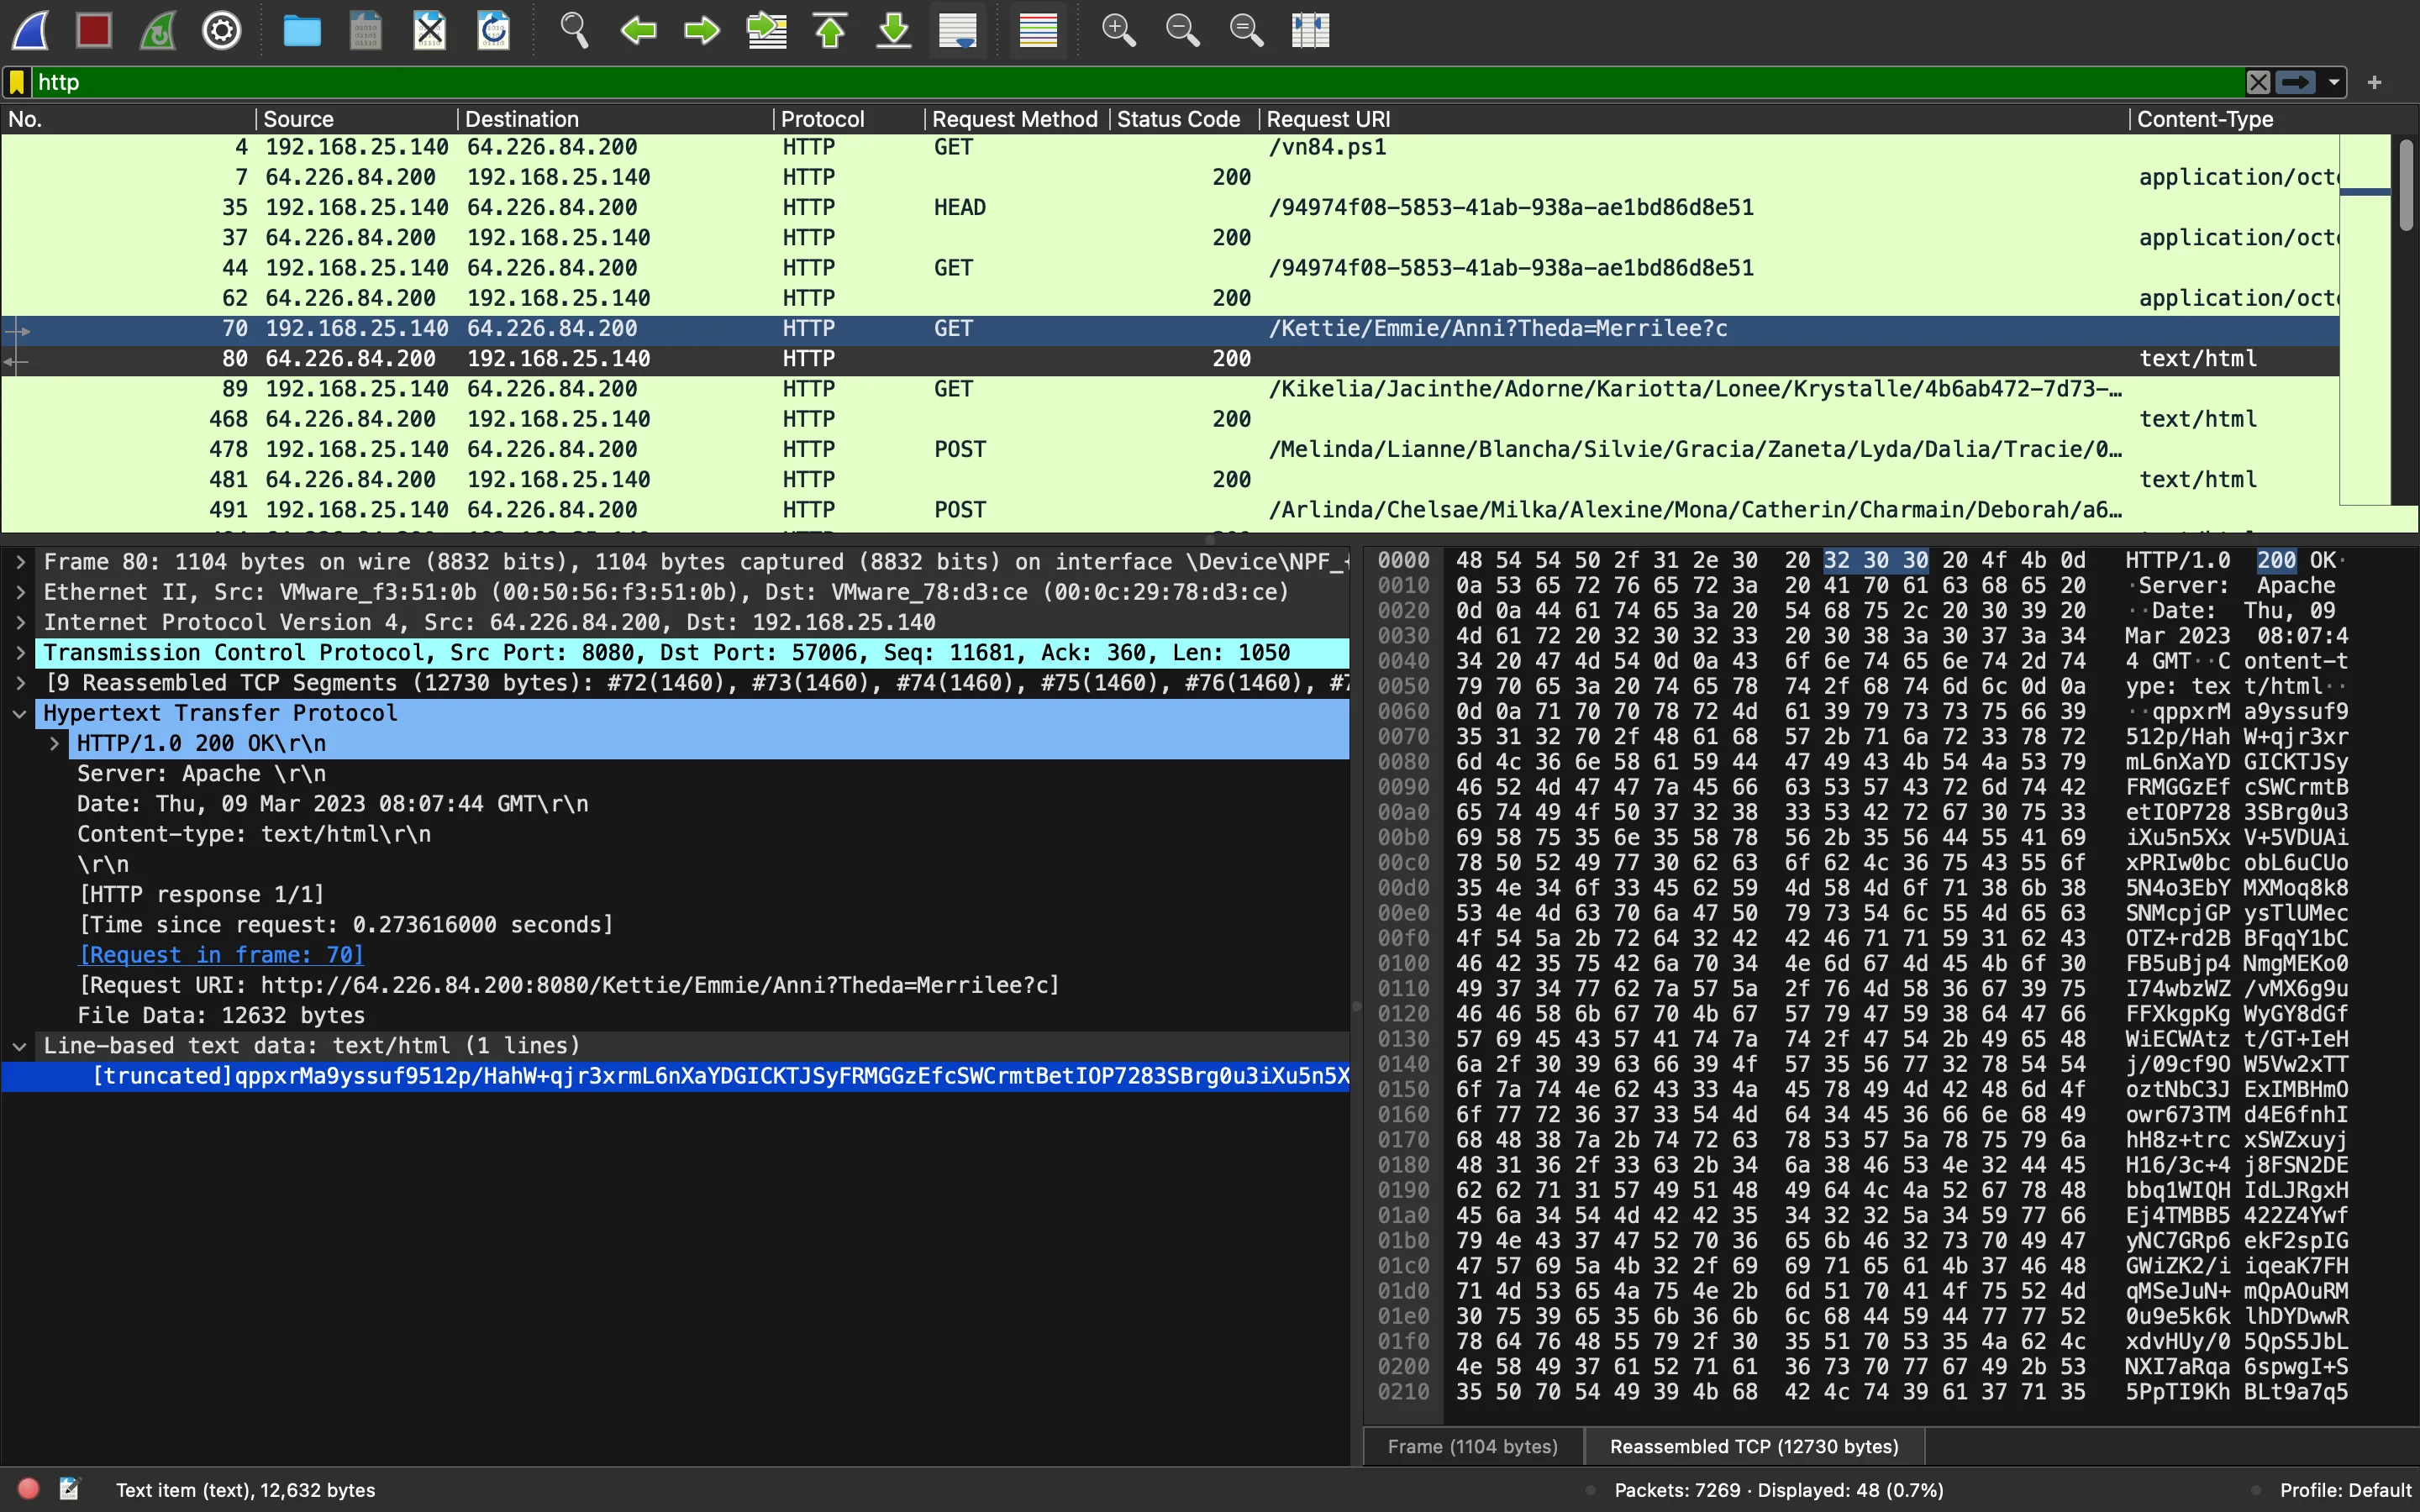 http
No. Source Destination Protocol Request Method Status Code Request URI Content-Type
4 192.168.25.140 64.226.84.200 HTTP GET /vn84.ps1
7 64.226.84.200 192.168.25.140 HTTP 200 application/octe
35 192.168.25.140 64.226.84.200 HTTP HEAD /94974f08-5853-41ab-938a-ae1bd86d8e51
37 64.226.84.200 192.168.25.140 HTTP 200 application/octe
44 192.168.25.140 64.226.84.200 HTTP GET /94974f08-5853-41ab-938a-ae1bd86d8e51
62 64.226.84.200 192.168.25.140 HTTP 200 application/octe
70 192.168.25.140 64.226.84.200 HTTP GET /Kettie/Emmie/Anni?Theda=Merrilee?c
80 64.226.84.200 192.168.25.140 HTTP 200 text/html
89 192.168.25.140 64.226.84.200 HTTP GET /Kikelia/Jacinthe/Adorne/Kariotta/Lonee/Krystalle/4b6ab472-7d73-…
468 64.226.84.200 192.168.25.140 HTTP 200 text/html
478 192.168.25.140 64.226.84.200 HTTP POST /Melinda/Lianne/Blancha/Silvie/Gracia/Zaneta/Lyda/Dalia/Tracie/0…
481 64.226.84.200 192.168.25.140 HTTP 200 text/html
491 192.168.25.140 64.226.84.200 HTTP POST /Arlinda/Chelsae/Milka/Alexine/Mona/Catherin/Charmain/Deborah/a6…
Frame 80: 1104 bytes on wire (8832 bits), 1104 bytes captured (8832 bits) on interface \Device\NPF_{
Ethernet II, Src: VMware_f3:51:0b (00:50:56:f3:51:0b), Dst: VMware_78:d3:ce (00:0c:29:78:d3:ce)
Internet Protocol Version 4, Src: 64.226.84.200, Dst: 192.168.25.140
Transmission Control Protocol, Src Port: 8080, Dst Port: 57006, Seq: 11681, Ack: 360, Len: 1050
[9 Reassembled TCP Segments (12730 bytes): #72(1460), #73(1460), #74(1460), #75(1460), #76(1460), #7
Hypertext Transfer Protocol
HTTP/1.0 200 OK\r\n
Server: Apache \r\n
Date: Thu, 09 Mar 2023 08:07:44 GMT\r\n
Content-type: text/html\r\n
\r\n
[HTTP response 1/1]
[Time since request: 0.273616000 seconds]
[Request in frame: 70]
[Request URI: http://64.226.84.200:8080/Kettie/Emmie/Anni?Theda=Merrilee?c]
File Data: 12632 bytes
Line-based text data: text/html (1 lines)
[truncated]qppxrMa9yssuf9512p/HahW+qjr3xrmL6nXaYDGICKTJSyFRMGGzEfcSWCrmtBetIOP7283SBrg0u3iXu5n5X
0000 48 54 54 50 2f 31 2e 30 20 32 30 30 20 4f 4b 0d HTTP/1.0 200 OK·
0010 0a 53 65 72 76 65 72 3a 20 41 70 61 63 68 65 20 ·Server: Apache
0020 0d 0a 44 61 74 65 3a 20 54 68 75 2c 20 30 39 20 ··Date: Thu, 09
0030 4d 61 72 20 32 30 32 33 20 30 38 3a 30 37 3a 34 Mar 2023 08:07:4
0040 34 20 47 4d 54 0d 0a 43 6f 6e 74 65 6e 74 2d 74 4 GMT··C ontent-t
0050 79 70 65 3a 20 74 65 78 74 2f 68 74 6d 6c 0d 0a ype: tex t/html··
0060 0d 0a 71 70 70 78 72 4d 61 39 79 73 73 75 66 39 ··qppxrM a9yssuf9
0070 35 31 32 70 2f 48 61 68 57 2b 71 6a 72 33 78 72 512p/Hah W+qjr3xr
0080 6d 4c 36 6e 58 61 59 44 47 49 43 4b 54 4a 53 79 mL6nXaYD GICKTJSy
0090 46 52 4d 47 47 7a 45 66 63 53 57 43 72 6d 74 42 FRMGGzEf cSWCrmtB
00a0 65 74 49 4f 50 37 32 38 33 53 42 72 67 30 75 33 etIOP728 3SBrg0u3
00b0 69 58 75 35 6e 35 58 78 56 2b 35 56 44 55 41 69 iXu5n5Xx V+5VDUAi
00c0 78 50 52 49 77 30 62 63 6f 62 4c 36 75 43 55 6f xPRIw0bc obL6uCUo
00d0 35 4e 34 6f 33 45 62 59 4d 58 4d 6f 71 38 6b 38 5N4o3EbY MXMoq8k8
00e0 53 4e 4d 63 70 6a 47 50 79 73 54 6c 55 4d 65 63 SNMcpjGP ysTlUMec
00f0 4f 54 5a 2b 72 64 32 42 42 46 71 71 59 31 62 43 OTZ+rd2B BFqqY1bC
0100 46 42 35 75 42 6a 70 34 4e 6d 67 4d 45 4b 6f 30 FB5uBjp4 NmgMEKo0
0110 49 37 34 77 62 7a 57 5a 2f 76 4d 58 36 67 39 75 I74wbzWZ /vMX6g9u
0120 46 46 58 6b 67 70 4b 67 57 79 47 59 38 64 47 66 FFXkgpKg WyGY8dGf
0130 57 69 45 43 57 41 74 7a 74 2f 47 54 2b 49 65 48 WiECWAtz t/GT+IeH
0140 6a 2f 30 39 63 66 39 4f 57 35 56 77 32 78 54 54 j/09cf9O W5Vw2xTT
0150 6f 7a 74 4e 62 43 33 4a 45 78 49 4d 42 48 6d 4f oztNbC3J ExIMBHmO
0160 6f 77 72 36 37 33 54 4d 64 34 45 36 66 6e 68 49 owr673TM d4E6fnhI
0170 68 48 38 7a 2b 74 72 63 78 53 57 5a 78 75 79 6a hH8z+trc xSWZxuyj
0180 48 31 36 2f 33 63 2b 34 6a 38 46 53 4e 32 44 45 H16/3c+4 j8FSN2DE
0190 62 62 71 31 57 49 51 48 49 64 4c 4a 52 67 78 48 bbq1WIQH IdLJRgxH
01a0 45 6a 34 54 4d 42 42 35 34 32 32 5a 34 59 77 66 Ej4TMBB5 422Z4Ywf
01b0 79 4e 43 37 47 52 70 36 65 6b 46 32 73 70 49 47 yNC7GRp6 ekF2spIG
01c0 47 57 69 5a 4b 32 2f 69 69 71 65 61 4b 37 46 48 GWiZK2/i iqeaK7FH
01d0 71 4d 53 65 4a 75 4e 2b 6d 51 70 41 4f 75 52 4d qMSeJuN+ mQpAOuRM
01e0 30 75 39 65 35 6b 36 6b 6c 68 44 59 44 77 77 52 0u9e5k6k lhDYDwwR
01f0 78 64 76 48 55 79 2f 30 35 51 70 53 35 4a 62 4c xdvHUy/0 5QpS5JbL
0200 4e 58 49 37 61 52 71 61 36 73 70 77 67 49 2b 53 NXI7aRqa 6spwgI+S
0210 35 50 70 54 49 39 4b 68 42 4c 74 39 61 37 71 35 5PpTI9Kh BLt9a7q5
Frame (1104 bytes) Reassembled TCP (12730 bytes)
Text item (text), 12,632 bytes Packets: 7269 · Displayed: 48 (0.7%) Profile: Default